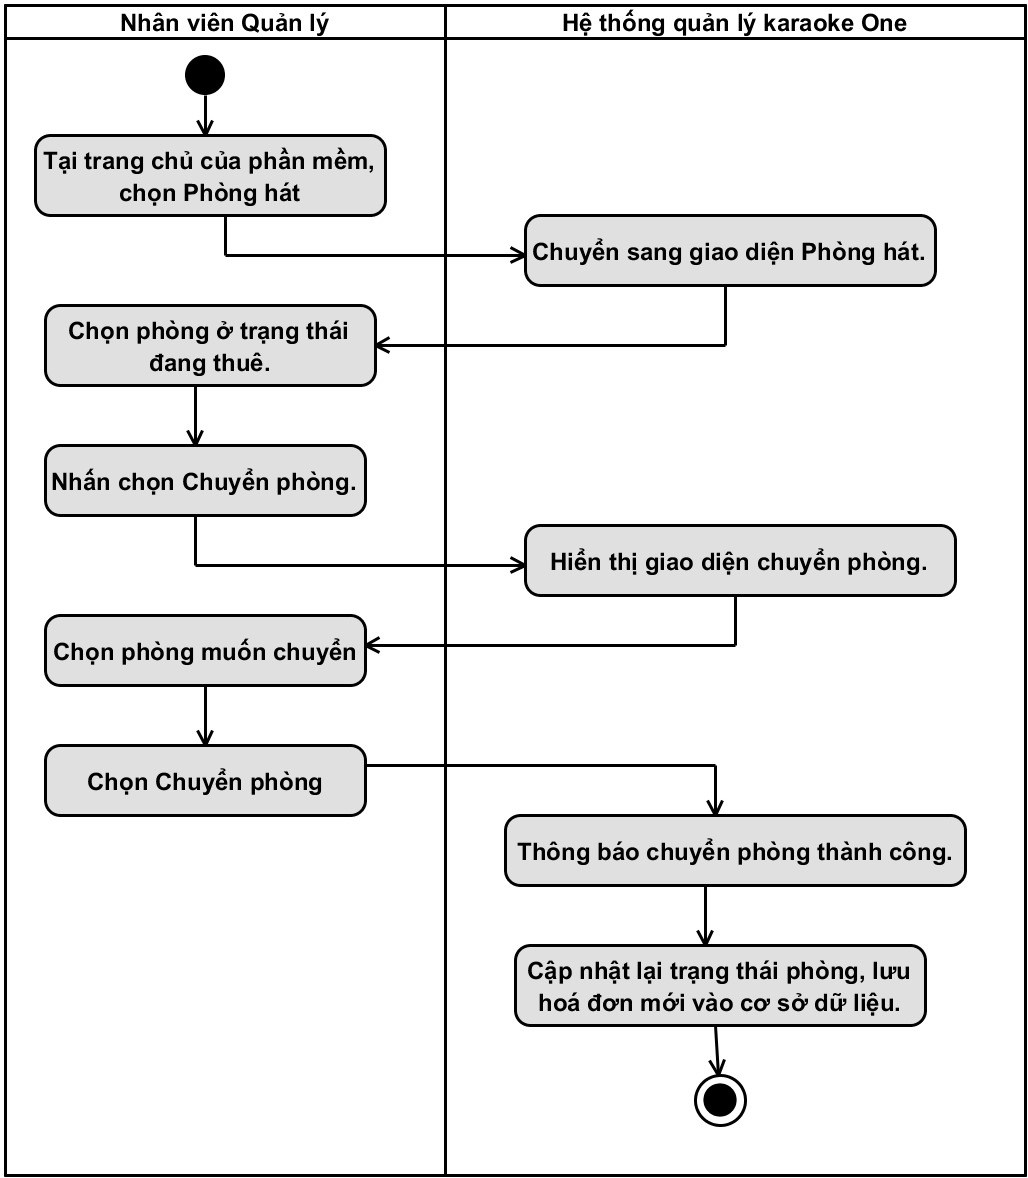 Nhân viên Quản lý
Hệ thống quản lý karaoke One
Tại trang chủ của phần mềm,
chọn Phòng hát
Chuyển sang giao diện Phòng hát.
Chọn phòng ở trạng thái
đang thuê.
Nhấn chọn Chuyển phòng.
Hiển thị giao diện chuyển phòng.
Chọn phòng muốn chuyển
Chọn Chuyển phòng
Thông báo chuyển phòng thành công.
Cập nhật lại trạng thái phòng, lưu
hoá đơn mới vào cơ sở dữ liệu.